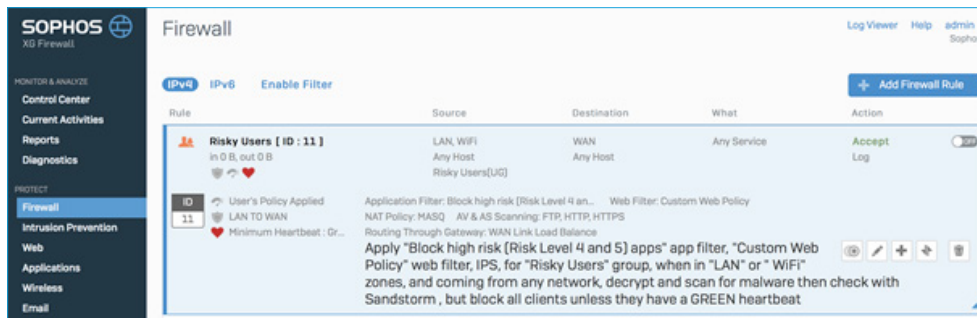 SOPHOS
XG Firewall
Firewall
Log Viewer Help admin
Sopho
MONITOR & ANALYZE
Control Center
Current Activities
Reports
Diagnostics
PROTECT
Firewall
Intrusion Prevention
Web
Applications
Wireless
Email
IPv4 IPv6 Enable Filter
+ Add Firewall Rule
Rule Source Destination What Action
Risky Users [ ID : 11 ] LAN, WiFi WAN Any Service Accept OFF
in 0 B, out 0 B Any Host Any Host Log
Risky Users(UG)
ID User's Policy Applied Application Filter: Block high risk (Risk Level 4 an... Web Filter: Custom Web Policy
11 LAN TO WAN NAT Policy: MASQ AV & AS Scanning: FTP, HTTP, HTTPS
Minimum Heartbeat : Gr... Routing Through Gateway: WAN Link Load Balance
Apply "Block high risk (Risk Level 4 and 5) apps" app filter, "Custom Web
Policy" web filter, IPS, for "Risky Users" group, when in "LAN" or " WiFi"
zones, and coming from any network, decrypt and scan for malware then check with
Sandstorm , but block all clients unless they have a GREEN heartbeat